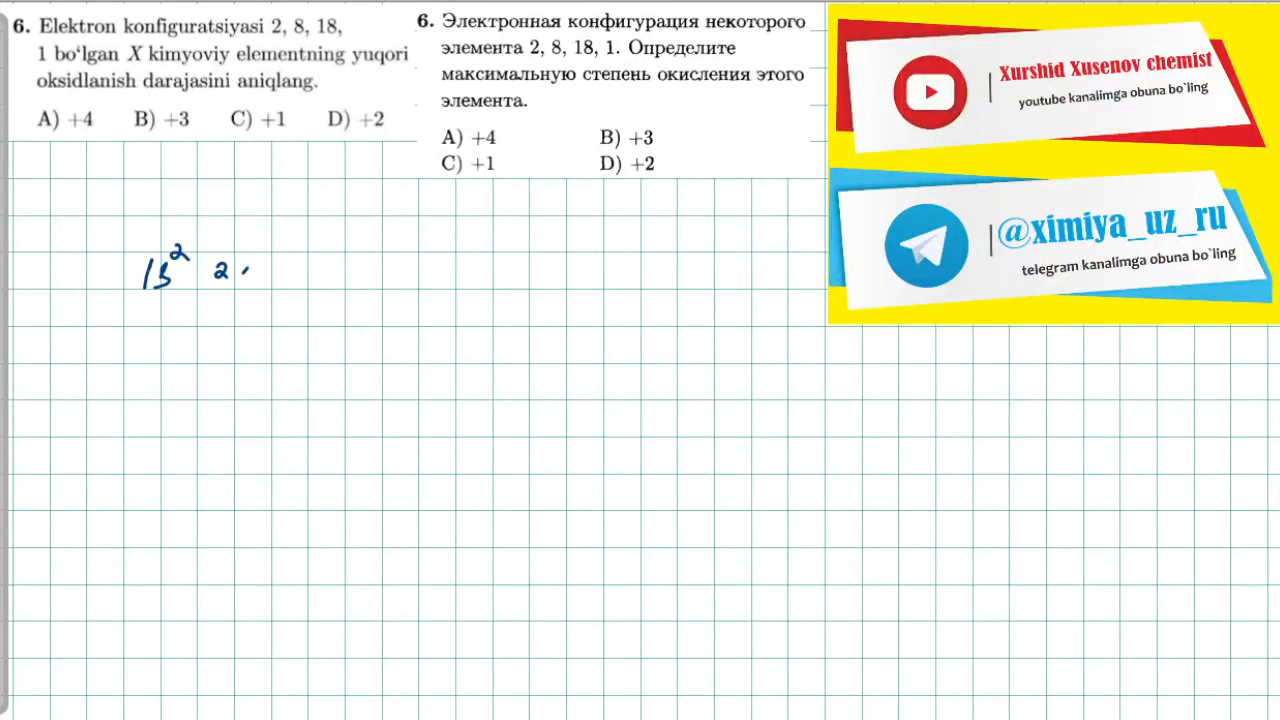 6. Elektron konfiguratsiyasi 2, 8, 18,
1 bo‘lgan X kimyoviy elementning yuqori
oksidlanish darajasini aniqlang.
A) +4 B) +3 C) +1 D) +2
6. Электронная конфигурация некоторого
элемента 2, 8, 18, 1. Определите
максимальную степень окисления этого
элемента.
A) +4 B) +3
C) +1 D) +2
Xurshid Xusenov chemist
youtube kanalimga obuna bo`ling
@ximiya_uz_ru
telegram kanalimga obuna bo`ling
1s² 2